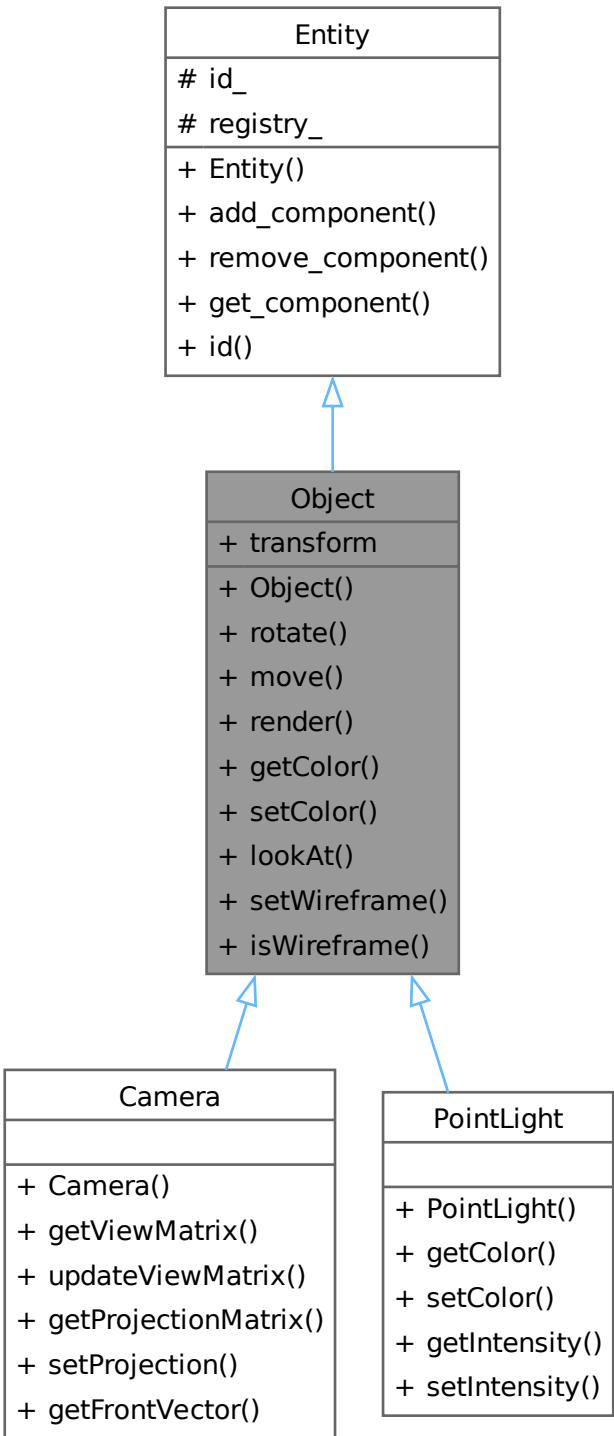 Entity
# id_
# registry_
+ Entity()
+ add_component()
+ remove_component()
+ get_component()
+ id()
Object
+ transform
+ Object()
+ rotate()
+ move()
+ render()
+ getColor()
+ setColor()
+ lookAt()
+ setWireframe()
+ isWireframe()
Camera
+ Camera()
+ getViewMatrix()
+ updateViewMatrix()
+ getProjectionMatrix()
+ setProjection()
+ getFrontVector()
PointLight
+ PointLight()
+ getColor()
+ setColor()
+ getIntensity()
+ setIntensity()